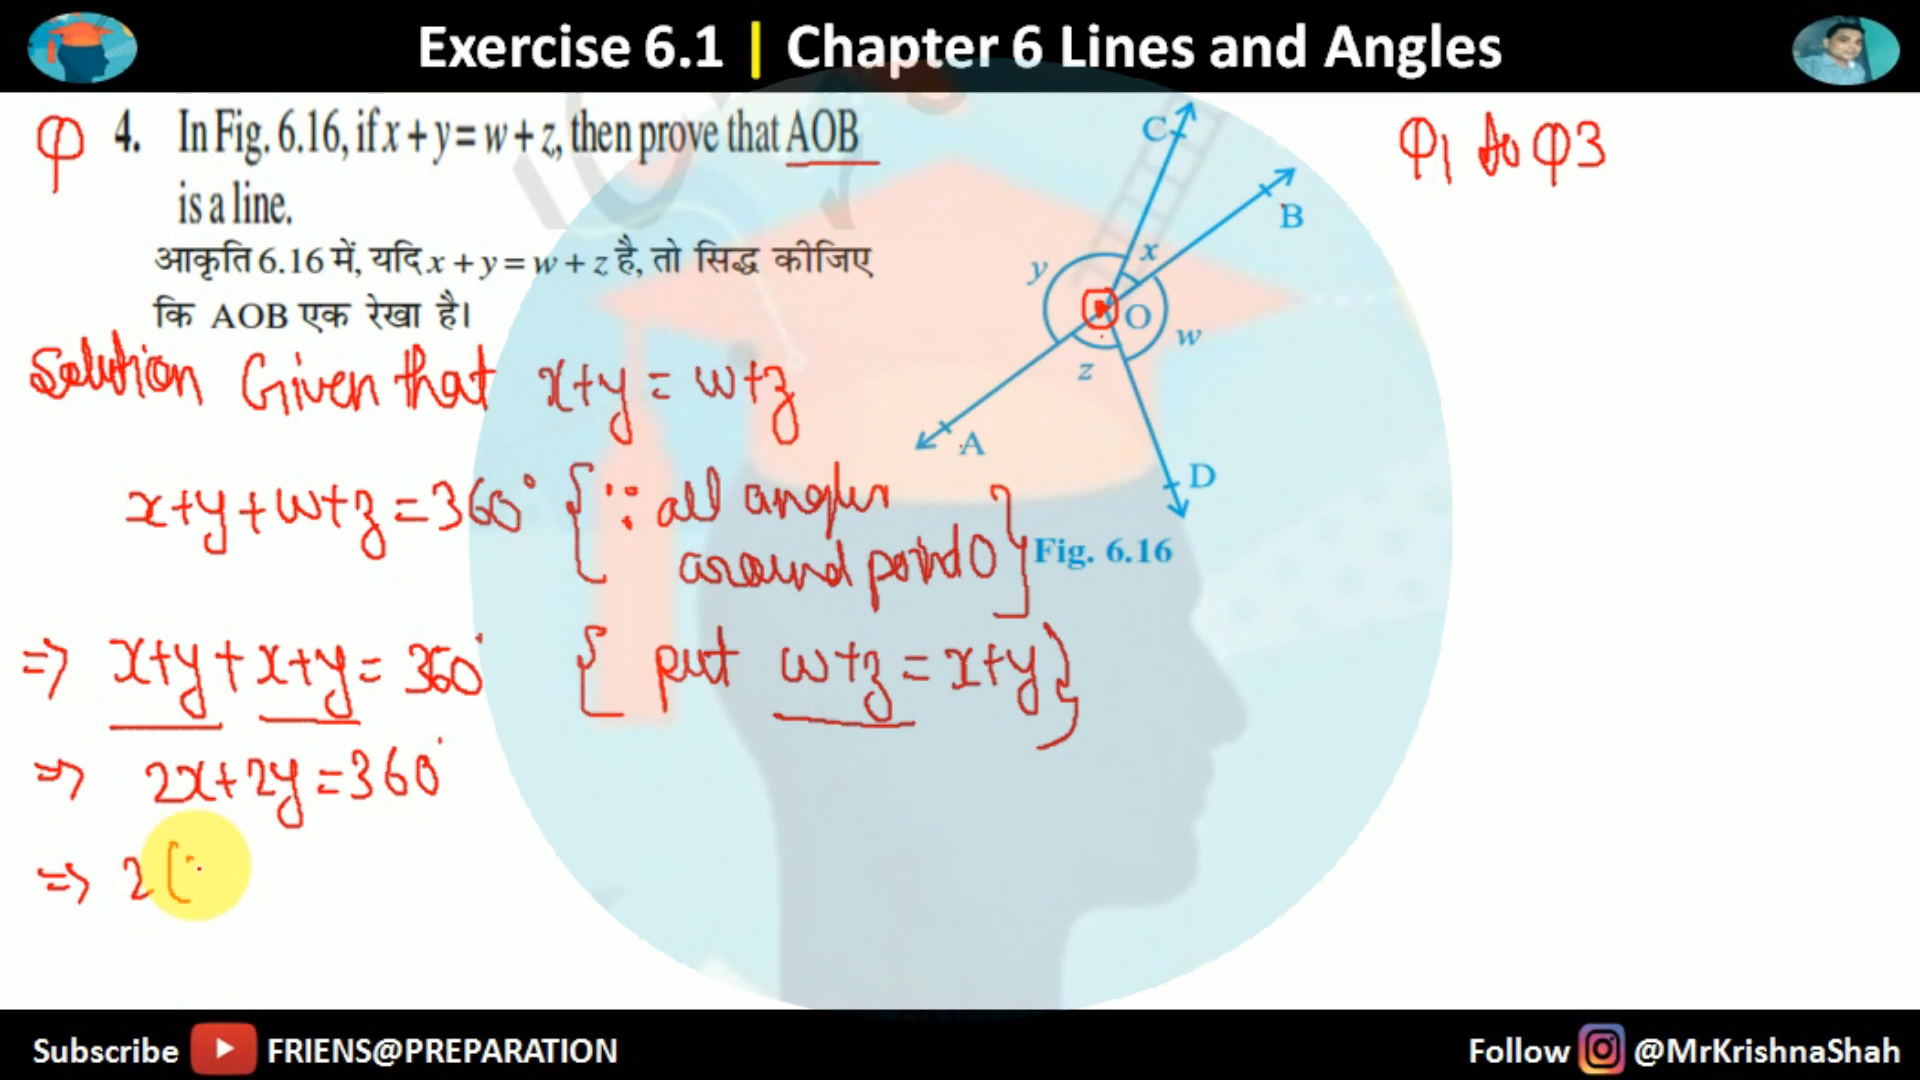 Exercise 6.1 | Chapter 6 Lines and Angles
Q 4. In Fig. 6.16, if x + y = w + z, then prove that AOB
is a line.
आकृति 6.16 में, यदि x + y = w + z है, तो सिद्ध कीजिए
कि AOB एक रेखा है।
Q1 to Q3
C
B
x
y
O
w
z
A
D
Fig. 6.16
Solution Given that x+y = w+z
x+y+w+z=360° {∵ all angles
around point O}
=> x+y+x+y= 360° { put w+z = x+y}
=> 2x+2y=360°
=> 2(
Subscribe FRIENS@PREPARATION
Follow @MrKrishnaShah